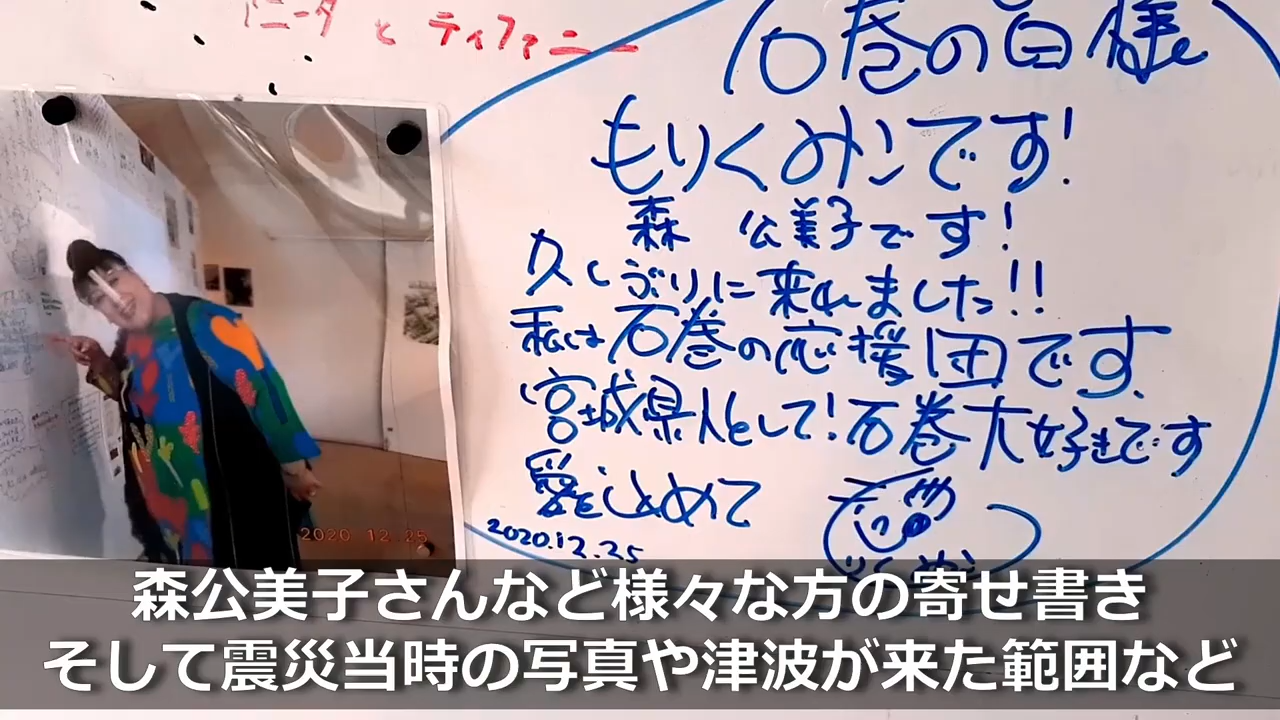 アニータ と ティファニー
石巻の皆様
もりくみンです!
森 公美子です!
久しぶりに来れました!!
私は石巻の応援団です
宮城県人として!石巻大好きです
愛を込めて
2020.12.25
2020 12.25
森公美子さんなど様々な方の寄せ書き
そして震災当時の写真や津波が来た範囲など